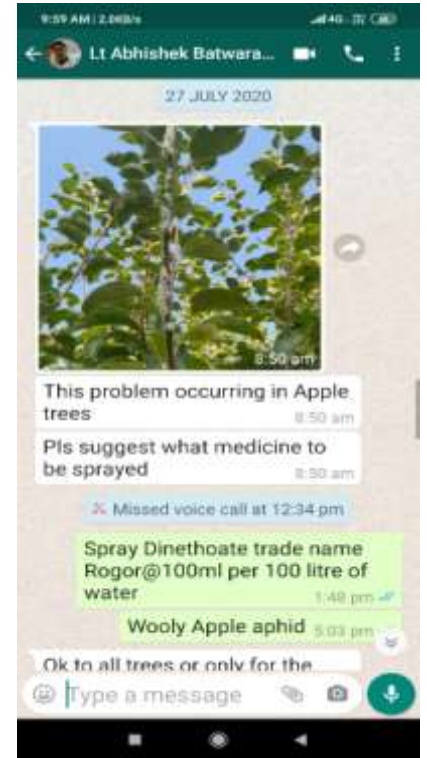 9:59 AM | 2.0KB/s
4G
Lt Abhishek Batwara...
27 JULY 2020
8:50 am
This problem occurring in Apple
trees
8:50 am
Pls suggest what medicine to
be sprayed
8:50 am
Missed voice call at 12:34 pm
Spray Dinethoate trade name
Rogor@100ml per 100 litre of
water
1:48 pm
Wooly Apple aphid 5:03 pm
Ok to all trees or only for the
Type a message